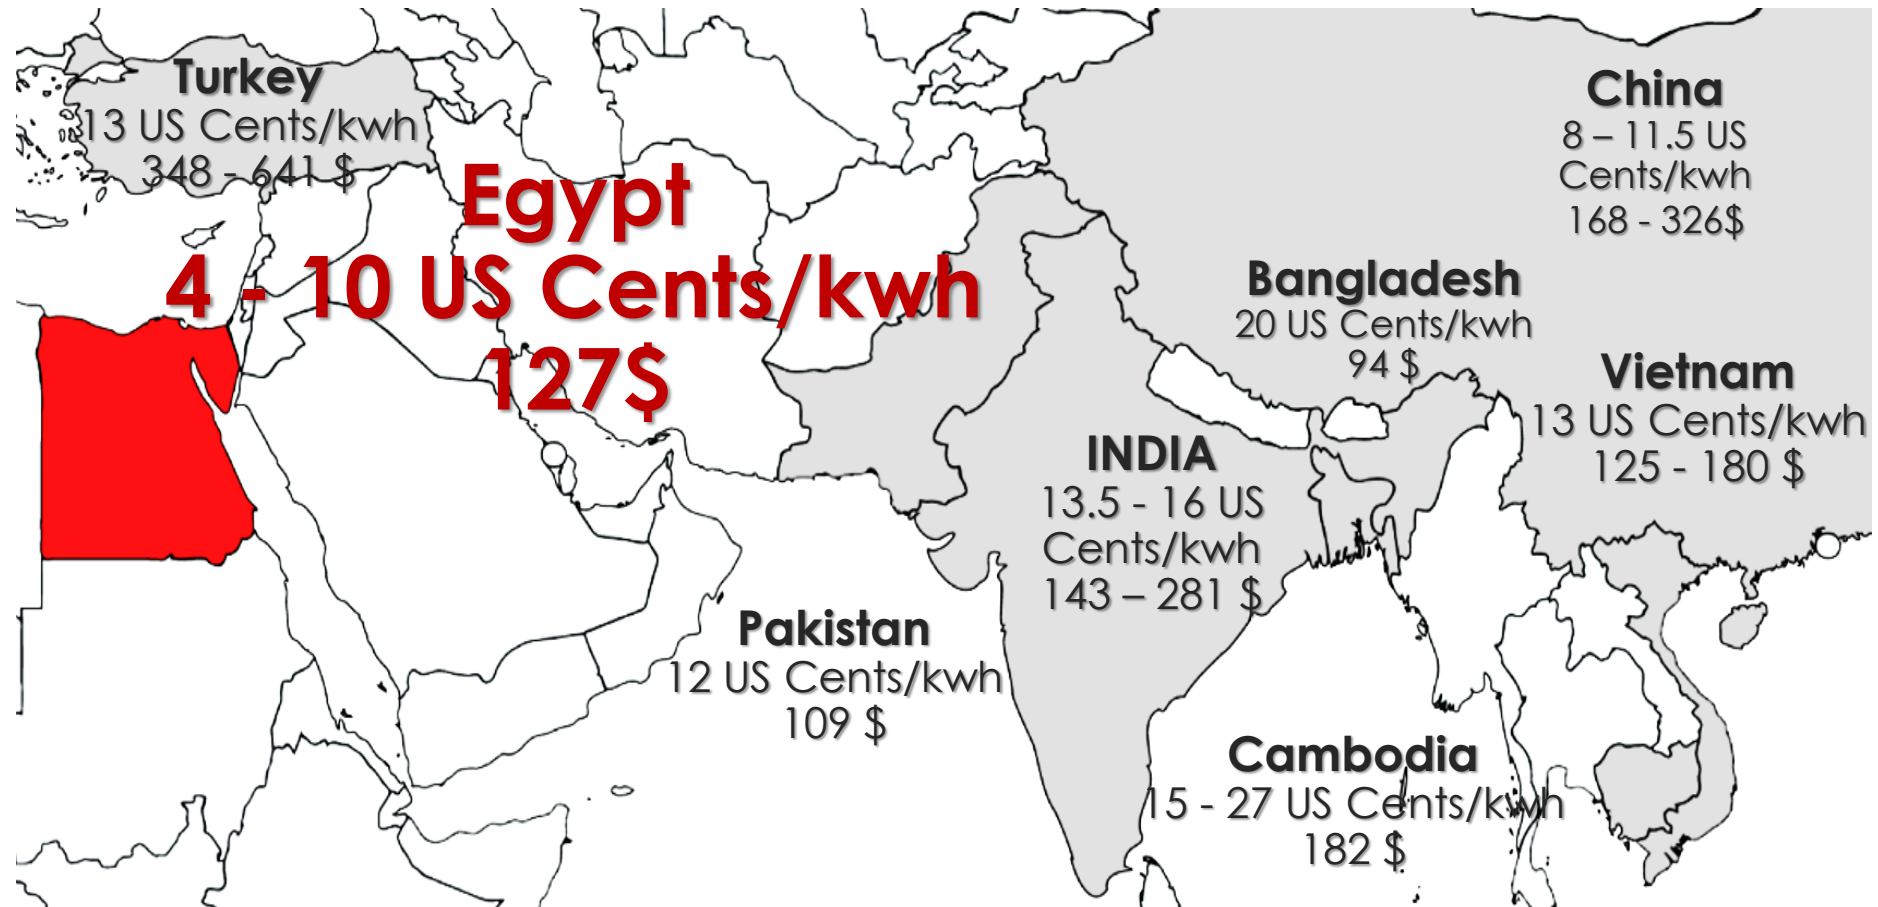 Turkey
13 US Cents/kwh
348 - 641 $
Egypt
4 - 10 US Cents/kwh
127$
China
8 – 11.5 US
Cents/kwh
168 - 326$
Bangladesh
20 US Cents/kwh
94 $
Vietnam
13 US Cents/kwh
125 - 180 $
INDIA
13.5 - 16 US
Cents/kwh
143 – 281 $
Pakistan
12 US Cents/kwh
109 $
Cambodia
15 - 27 US Cents/kwh
182 $